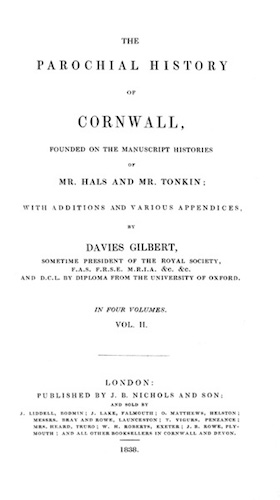 THE
PAROCHIAL HISTORY
OF
CORNWALL,
FOUNDED ON THE MANUSCRIPT HISTORIES
OF
MR. HALS AND MR. TONKIN;
WITH ADDITIONS AND VARIOUS APPENDICES,
BY
DAVIES GILBERT,
SOMETIME PRESIDENT OF THE ROYAL SOCIETY,
F.A.S. F.R.S.E. M.R.I.A. &C. &C.
AND D.C.L. BY DIPLOMA FROM THE UNIVERSITY OF OXFORD.
IN FOUR VOLUMES.
VOL. II.
LONDON:
PUBLISHED BY J. B. NICHOLS AND SON;
AND SOLD BY
J. LIDDELL, BODMIN; J. LAKE, FALMOUTH; O. MATTHEWS, HELSTON;
MESSRS. BRAY AND ROWE, LAUNCESTON; T. VIGURS, PENZANCE;
MRS. HEARD, TRURO; W. H. ROBERTS, EXETER; J. B. ROWE, PLY-
MOUTH; AND ALL OTHER BOOKSELLERS IN CORNWALL AND DEVON.
1838.